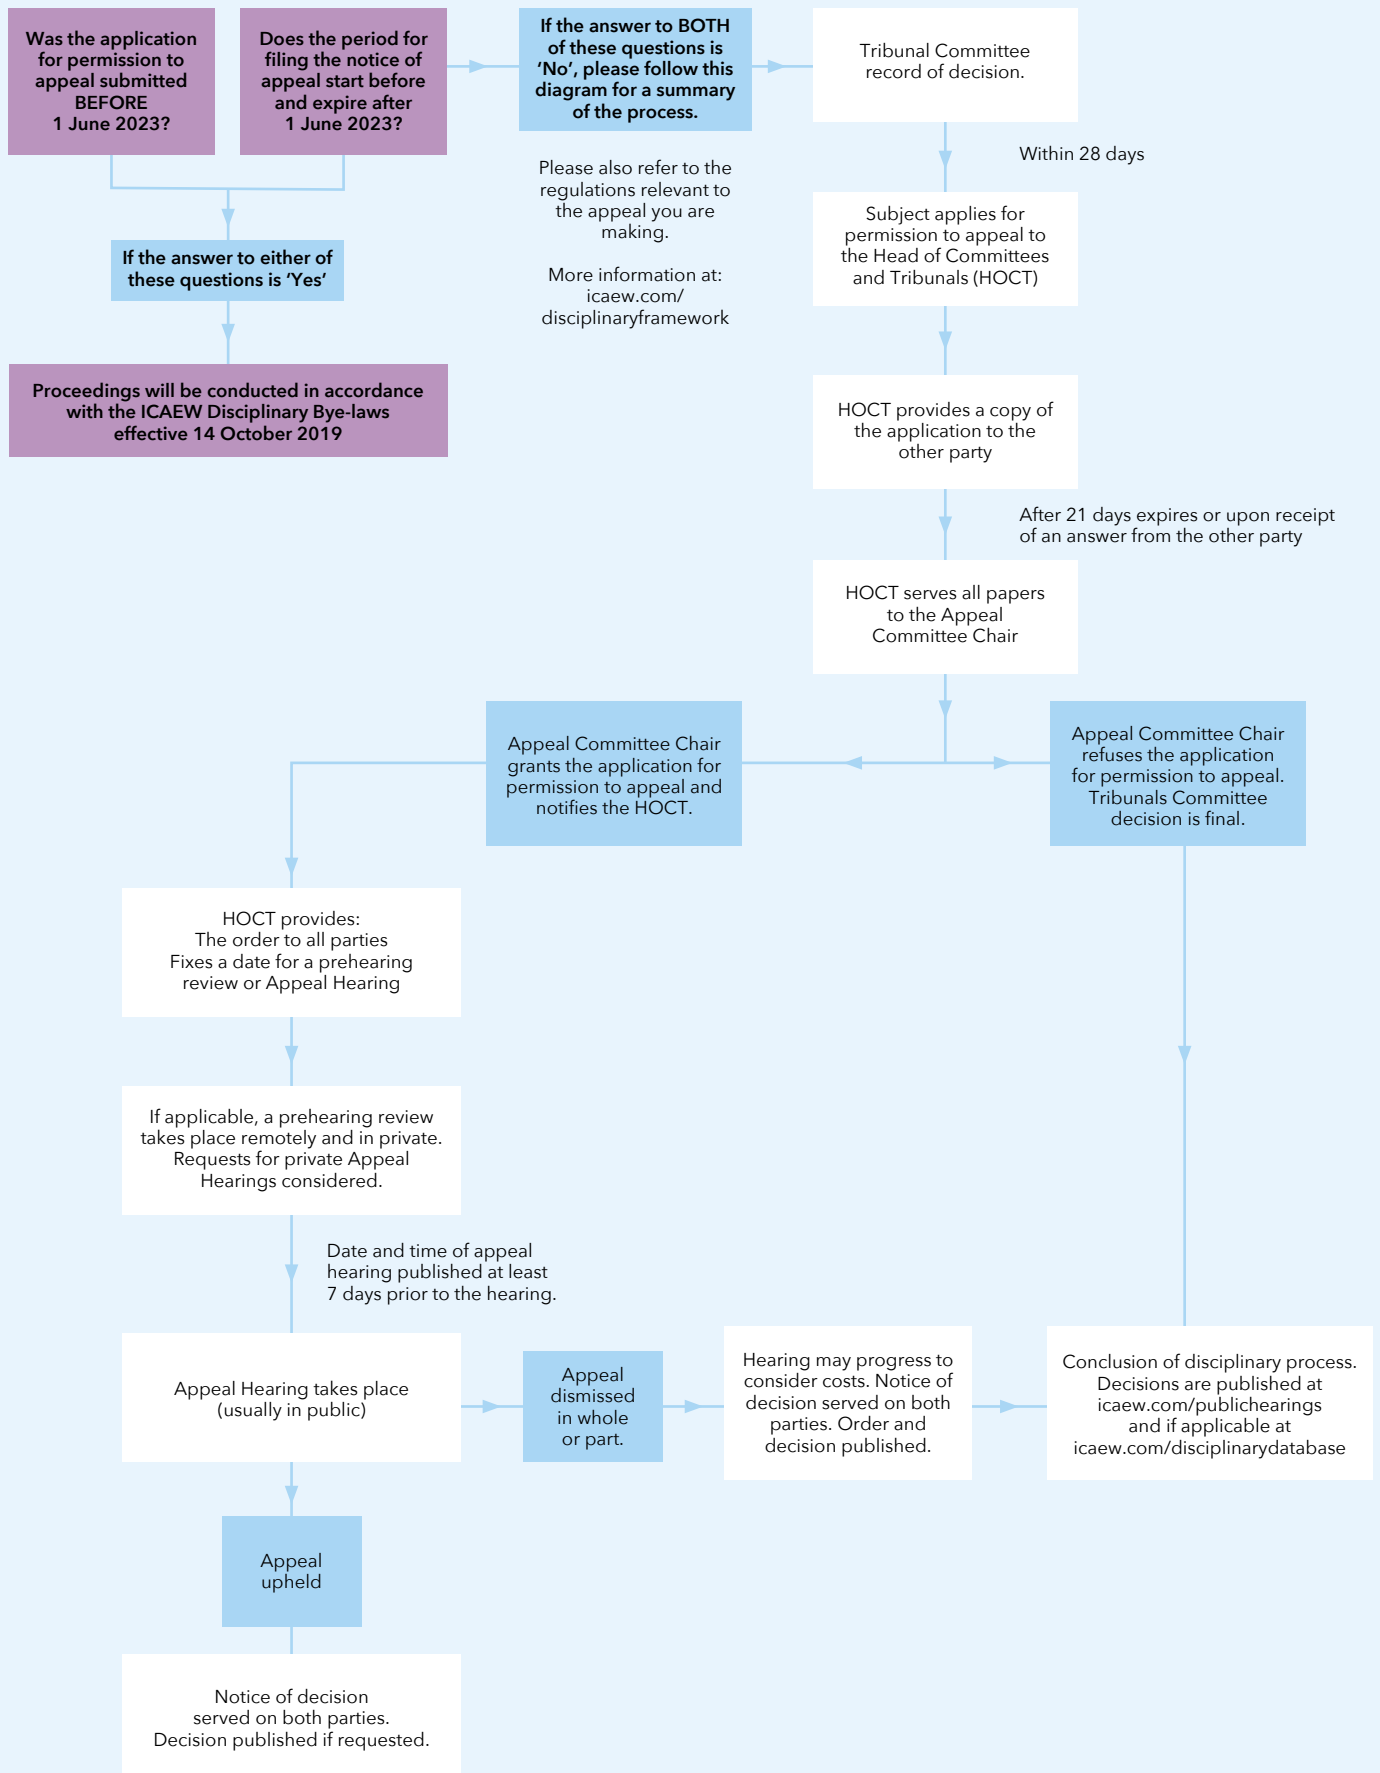 Was the application
for permission to
appeal submitted
BEFORE
1 June 2023?
Does the period for
filing the notice of
appeal start before
and expire after
1 June 2023?
If the answer to BOTH
of these questions is
‘No’, please follow this
diagram for a summary
of the process.
Tribunal Committee
record of decision.
Please also refer to the
regulations relevant to
the appeal you are
making.
More information at:
icaew.com/
disciplinaryframework
Within 28 days
If the answer to either of
these questions is ‘Yes’
Proceedings will be conducted in accordance
with the ICAEW Disciplinary Bye-laws
effective 14 October 2019
Subject applies for
permission to appeal to
the Head of Committees
and Tribunals (HOCT)
HOCT provides a copy of
the application to the
other party
After 21 days expires or upon receipt
of an answer from the other party
HOCT serves all papers
to the Appeal
Committee Chair
Appeal Committee Chair
grants the application for
permission to appeal and
notifies the HOCT.
Appeal Committee Chair
refuses the application
for permission to appeal.
Tribunals Committee
decision is final.
HOCT provides:
The order to all parties
Fixes a date for a prehearing
review or Appeal Hearing
If applicable, a prehearing review
takes place remotely and in private.
Requests for private Appeal
Hearings considered.
Date and time of appeal
hearing published at least
7 days prior to the hearing.
Appeal Hearing takes place
(usually in public)
Appeal
dismissed
in whole
or part.
Hearing may progress to
consider costs. Notice of
decision served on both
parties. Order and
decision published.
Conclusion of disciplinary process.
Decisions are published at
icaew.com/publichearings
and if applicable at
icaew.com/disciplinarydatabase
Appeal
upheld
Notice of decision
served on both parties.
Decision published if requested.